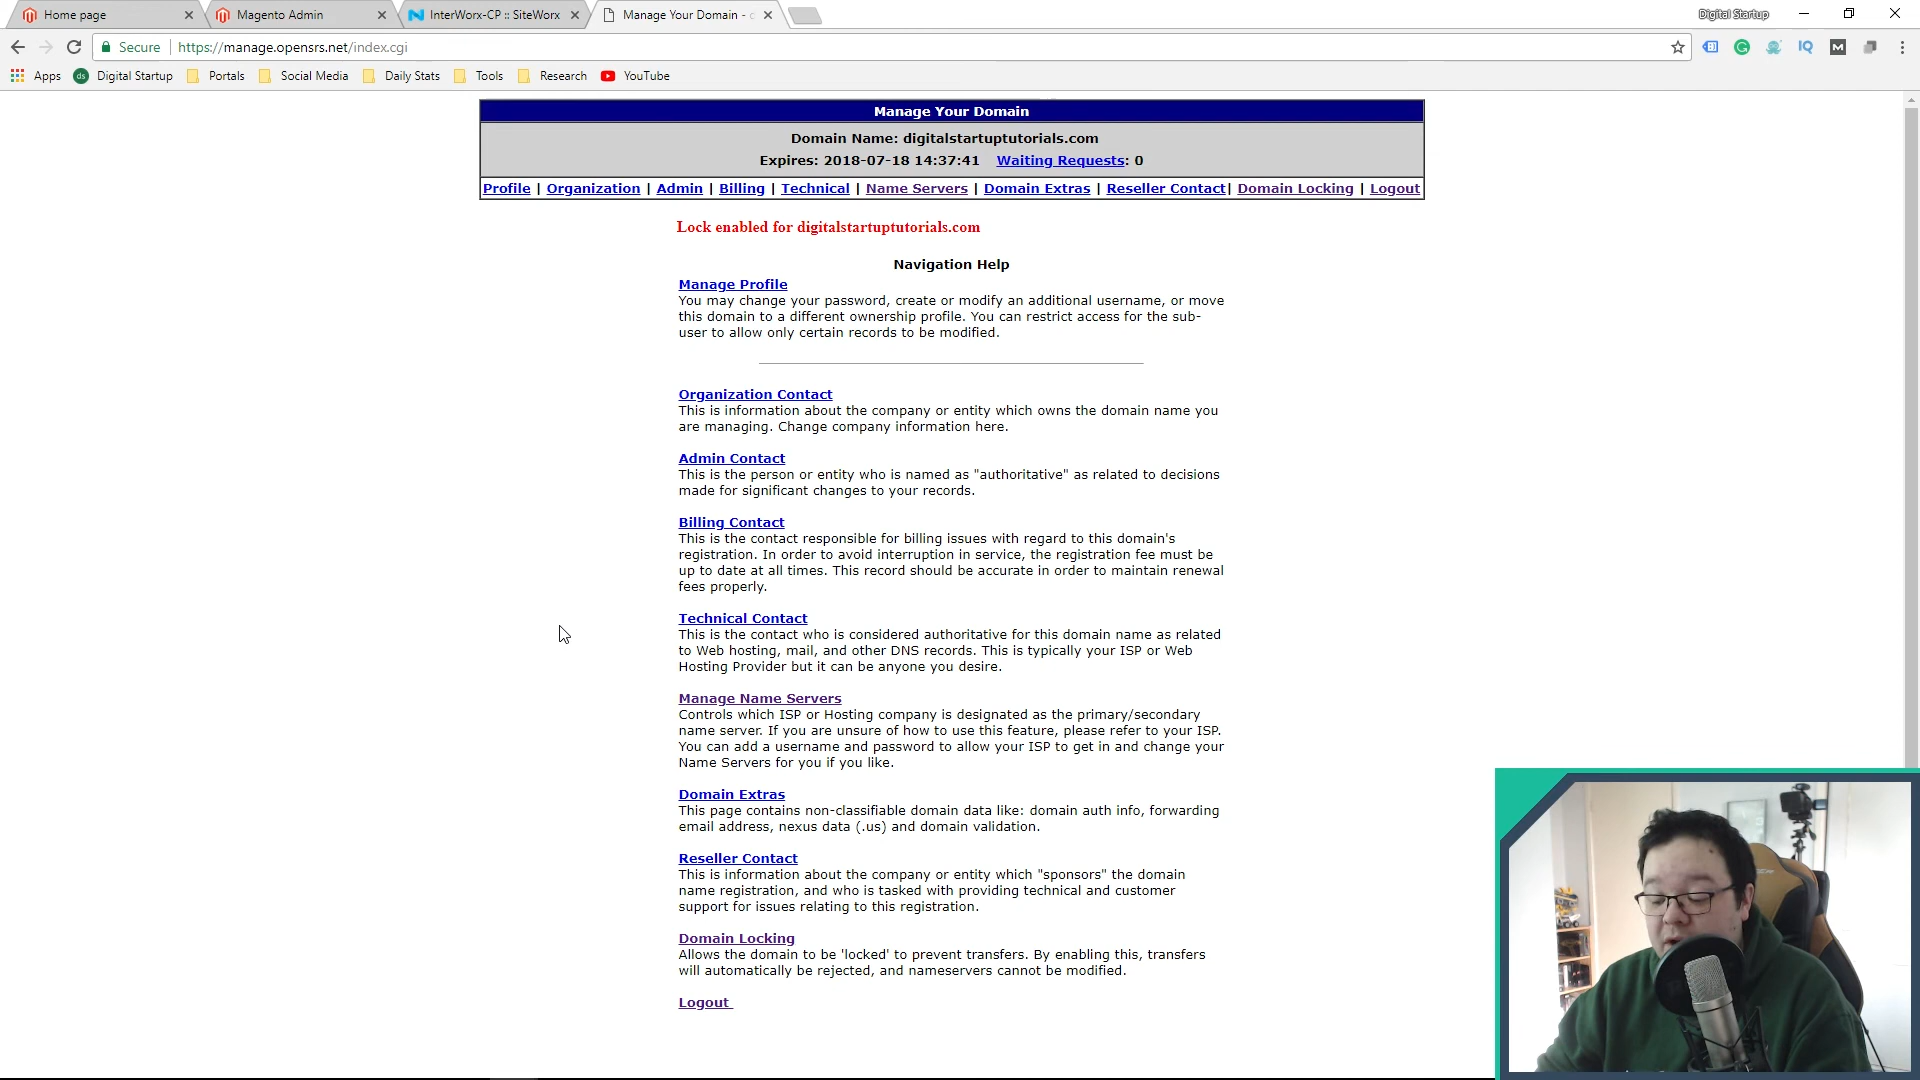 Home page
Magento Admin
InterWorx-CP :: SiteWorx
Manage Your Domain -
Digital Startup
Secure
https://manage.opensrs.net/index.cgi
Apps
ds
Digital Startup
Portals
Social Media
Daily Stats
Tools
Research
YouTube
IQ
M
Manage Your Domain
Domain Name: digitalstartuptutorials.com
Expires: 2018-07-18 14:37:41 Waiting Requests: 0
Profile | Organization | Admin | Billing | Technical | Name Servers | Domain Extras | Reseller Contact| Domain Locking | Logout
Lock enabled for digitalstartuptutorials.com
Navigation Help
Manage Profile
You may change your password, create or modify an additional username, or move
this domain to a different ownership profile. You can restrict access for the sub-
user to allow only certain records to be modified.
Organization Contact
This is information about the company or entity which owns the domain name you
are managing. Change company information here.
Admin Contact
This is the person or entity who is named as "authoritative" as related to decisions
made for significant changes to your records.
Billing Contact
This is the contact responsible for billing issues with regard to this domain's
registration. In order to avoid interruption in service, the registration fee must be
up to date at all times. This record should be accurate in order to maintain renewal
fees properly.
Technical Contact
This is the contact who is considered authoritative for this domain name as related
to Web hosting, mail, and other DNS records. This is typically your ISP or Web
Hosting Provider but it can be anyone you desire.
Manage Name Servers
Controls which ISP or Hosting company is designated as the primary/secondary
name server. If you are unsure of how to use this feature, please refer to your ISP.
You can add a username and password to allow your ISP to get in and change your
Name Servers for you if you like.
Domain Extras
This page contains non-classifiable domain data like: domain auth info, forwarding
email address, nexus data (.us) and domain validation.
Reseller Contact
This is information about the company or entity which "sponsors" the domain
name registration, and who is tasked with providing technical and customer
support for issues relating to this registration.
Domain Locking
Allows the domain to be 'locked' to prevent transfers. By enabling this, transfers
will automatically be rejected, and nameservers cannot be modified.
Logout